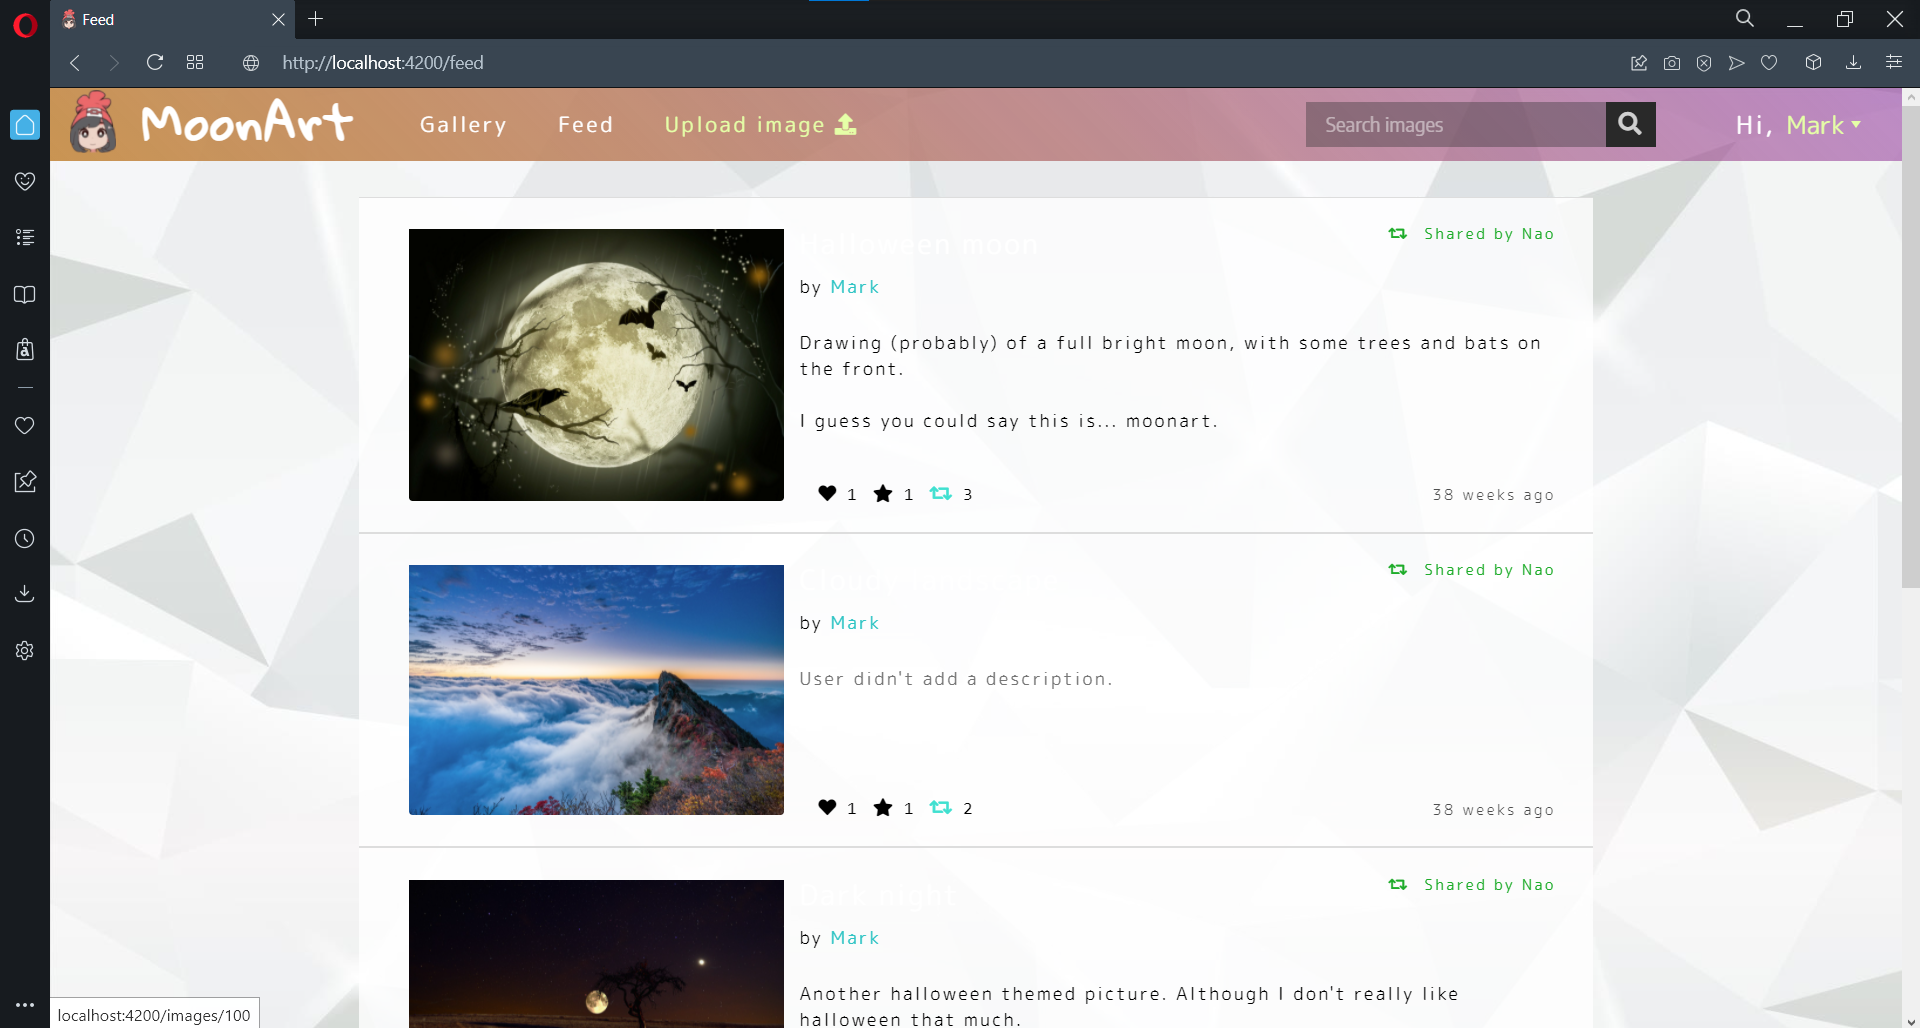 Feed
http://localhost:4200/feed
MoonArt
Gallery
Feed
Upload image
Search images
Hi, Mark
Halloween moon
Shared by Nao
by Mark
Drawing (probably) of a full bright moon, with some trees and bats on
the front.
I guess you could say this is... moonart.
1 1 3
38 weeks ago
Cloudy
Shared by Nao
by Mark
User didn't add a description.
1 1 2
38 weeks ago
Dark night
Shared by Nao
by Mark
Another halloween themed picture. Although I don't really like
halloween that much.
localhost:4200/images/100